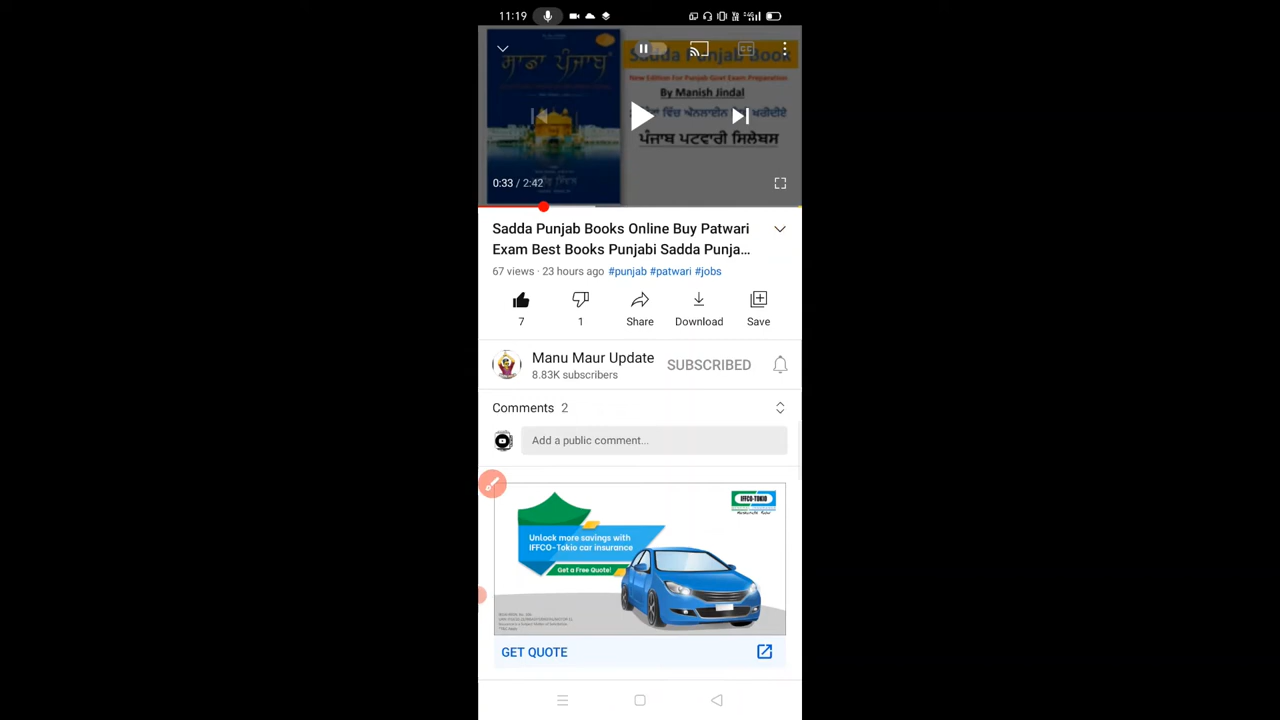 11:19
ਸਾਡਾ ਪੰਜਾਬ
Sadda Punjab Book
New Edition For Punjab Govt Exam Preparation
By Manish Jindal
ਵਿੱਚ ਔਨਲਾਈਨ ਖਰੀਦੀਏ
ਪੰਜਾਬ ਪਟਵਾਰੀ ਸਿਲੇਬਸ
0:33 / 2:42
Sadda Punjab Books Online Buy Patwari
Exam Best Books Punjabi Sadda Punja...
67 views · 23 hours ago #punjab #patwari #jobs
7
1
Share
Download
Save
Manu Maur Update
8.83K subscribers
SUBSCRIBED
Comments 2
Add a public comment...
IFFCO-TOKIO
Unlock more savings with
IFFCO-Tokio car insurance
Get a Free Quote!
GET QUOTE